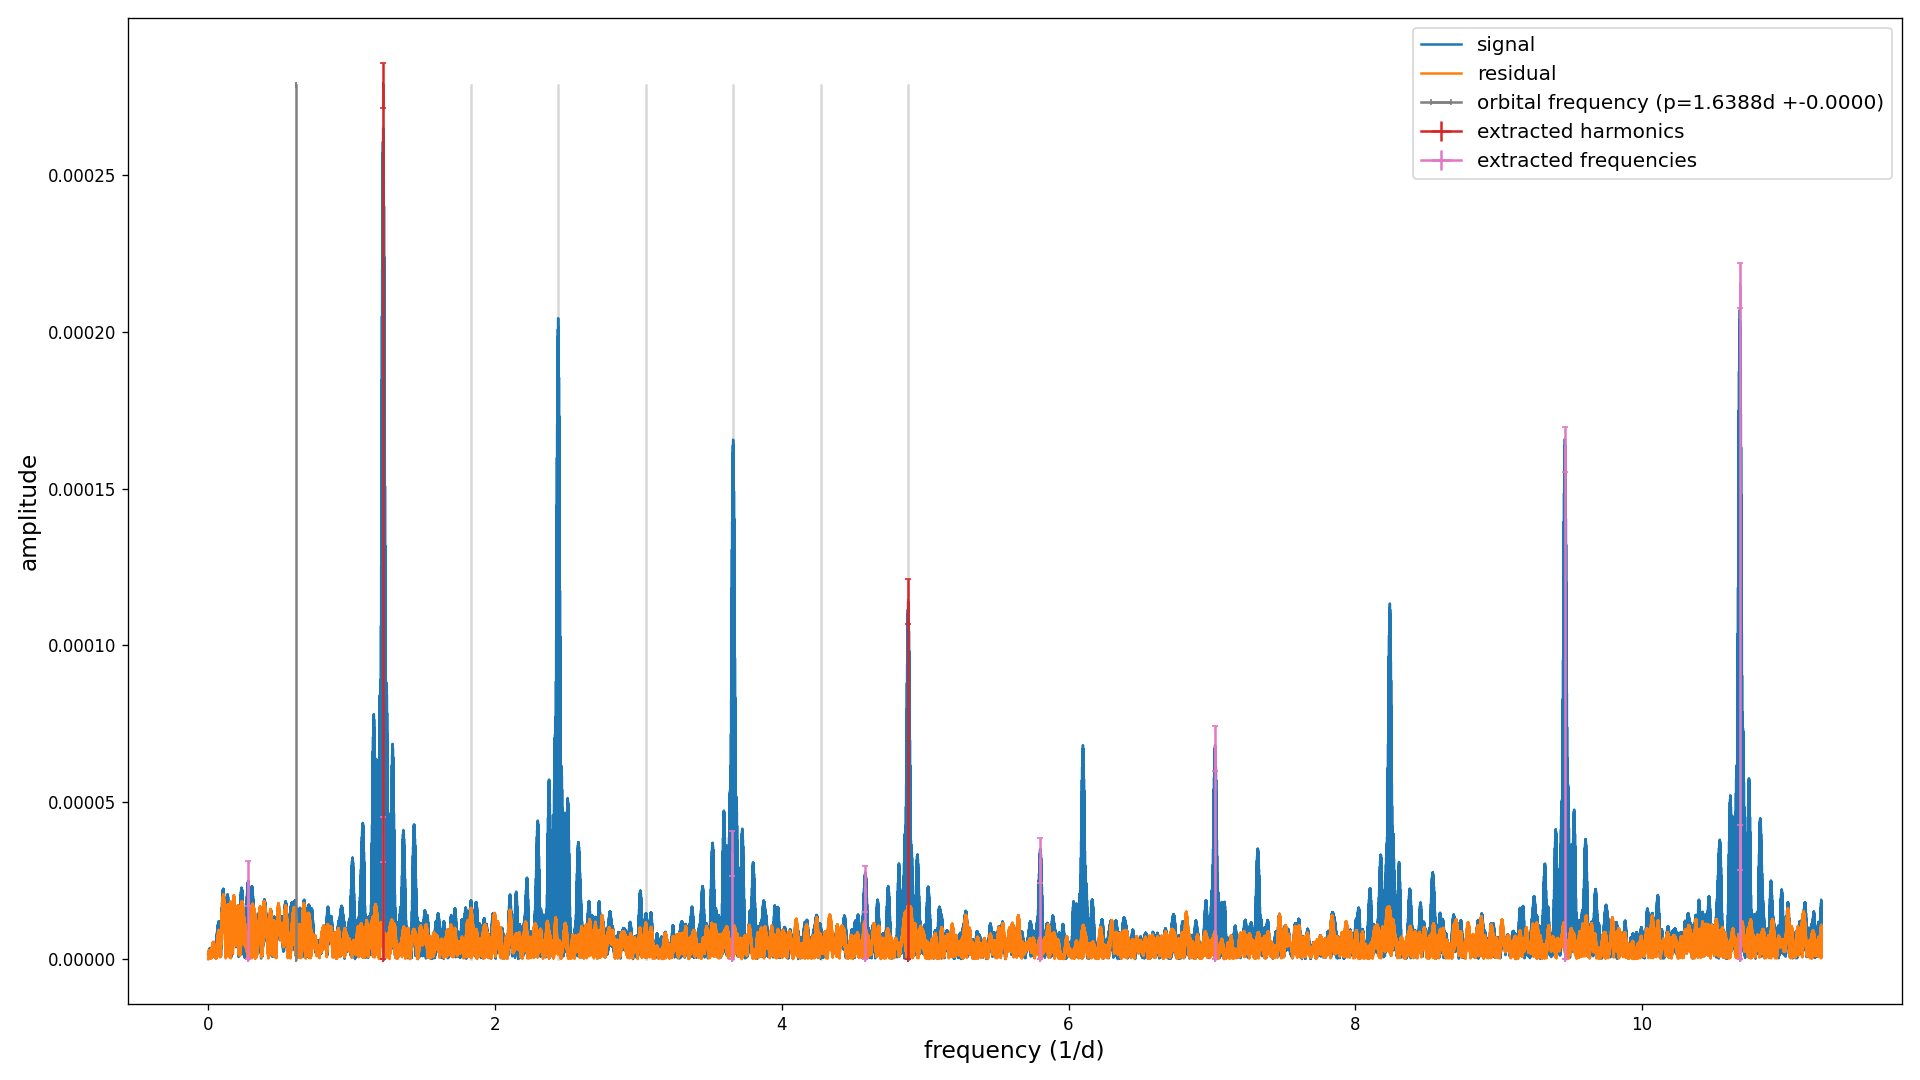 signal
residual
orbital frequency (p=1.6388d +-0.0000)
extracted harmonics
extracted frequencies
amplitude
0.00025
0.00020
0.00015
0.00010
0.00005
0.00000
0 2 4 6 8 10
frequency (1/d)